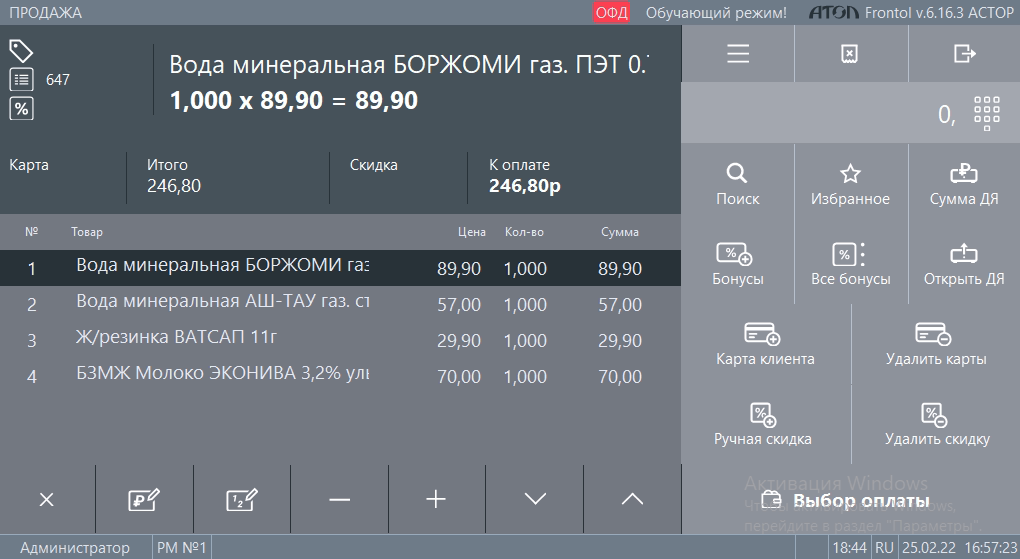 ПРОДАЖА
ОФД Обучающий режим! ATOL Frontol v.6.16.3 АСТОР
647
Вода минеральная БОРЖОМИ газ. ПЭТ 0.
1,000 x 89,90 = 89,90
0,
Карта Итого Скидка К оплате
246,80 246,80р
№ Товар Цена Кол-во Сумма
1 Вода минеральная БОРЖОМИ газ 89,90 1,000 89,90
2 Вода минеральная АШ-ТАУ газ. ст 57,00 1,000 57,00
3 Ж/резинка ВАТСАП 11г 29,90 1,000 29,90
4 БЗМЖ Молоко ЭКОНИВА 3,2% уль 70,00 1,000 70,00
Поиск Избранное Сумма ДЯ
Бонусы Все бонусы Открыть ДЯ
Карта клиента Удалить карты
Ручная скидка Удалить скидку
Активация Windows
Выбор оплаты
перейдите в раздел "Параметры".
Администратор РМ №1 18:44 RU 25.02.22 16:57:23